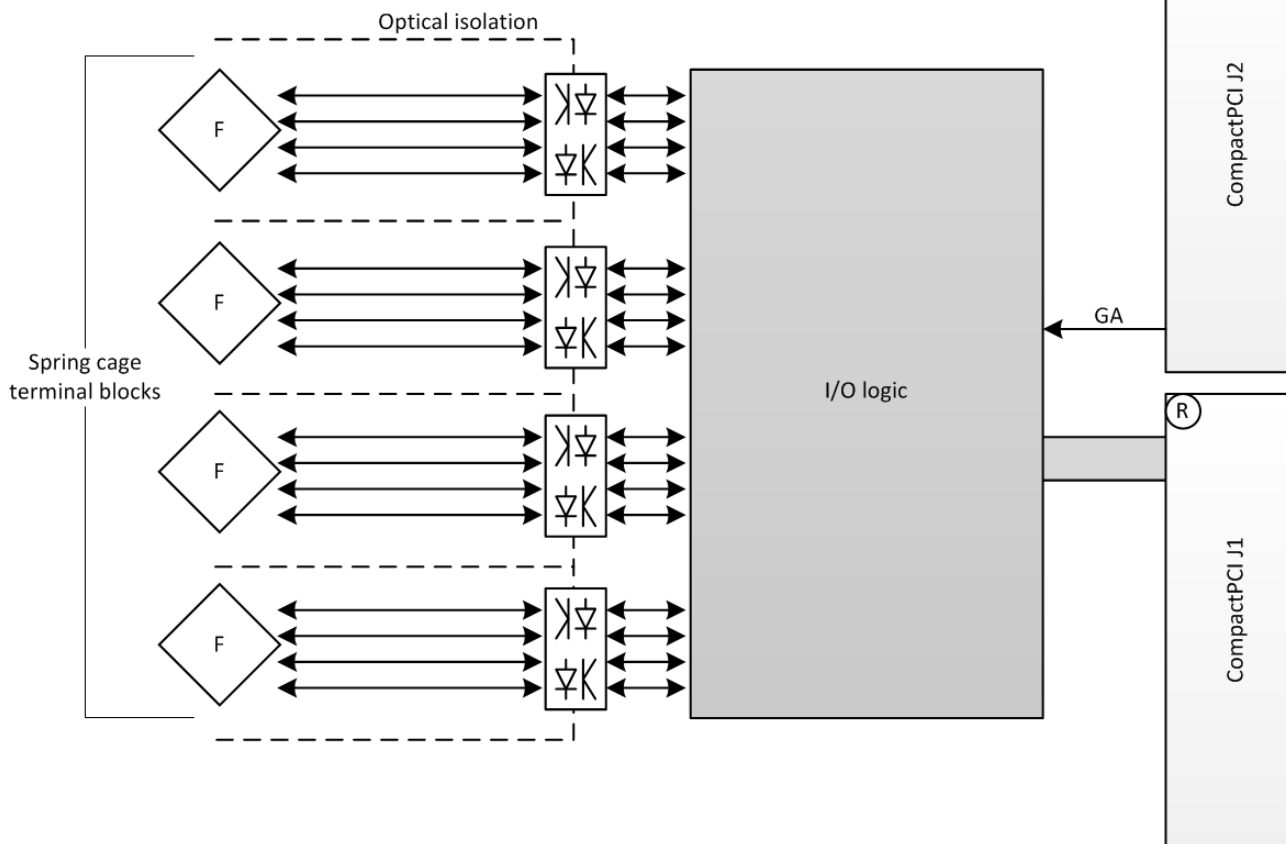 Optical isolation
F
F
F
F
Spring cage
terminal blocks
I/O logic
GA
CompactPCI J2
R
CompactPCI J1